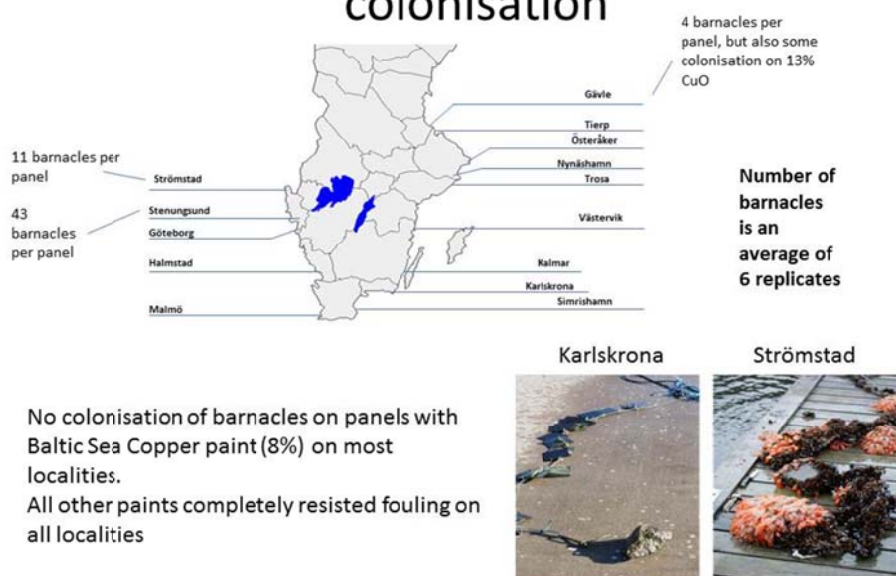 colonisation
4 barnacles per
panel, but also some
colonisation on 13%
CuO
Gävle
Tierp
Österåker
Nynäshamn
Trosa
Västervik
Kalmar
Karlskrona
Simrishamn
11 barnacles per
panel
43
barnacles
per panel
Strömstad
Stenungsund
Göteborg
Halmstad
Malmö
Number of
barnacles
is an
average of
6 replicates
Karlskrona
Strömstad
No colonisation of barnacles on panels with
Baltic Sea Copper paint (8%) on most
localities.
All other paints completely resisted fouling on
all localities